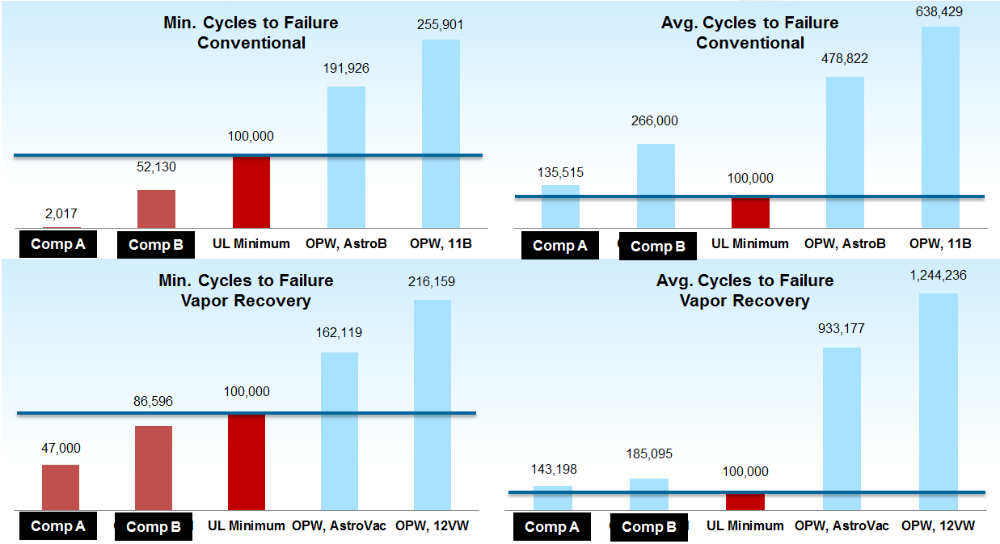 Min. Cycles to Failure
Conventional
255,901
191,926
100,000
52,130
2,017
Comp A Comp B UL Minimum OPW, AstroB OPW, 11B
Avg. Cycles to Failure
Conventional
638,429
478,822
266,000
135,515
100,000
Comp A Comp B UL Minimum OPW, AstroB OPW, 11B
Min. Cycles to Failure
Vapor Recovery
216,159
162,119
100,000
86,596
47,000
Comp A Comp B UL Minimum OPW, AstroVac OPW, 12VW
Avg. Cycles to Failure
Vapor Recovery
1,244,236
933,177
185,095
143,198
100,000
Comp A Comp B UL Minimum OPW, AstroVac OPW, 12VW